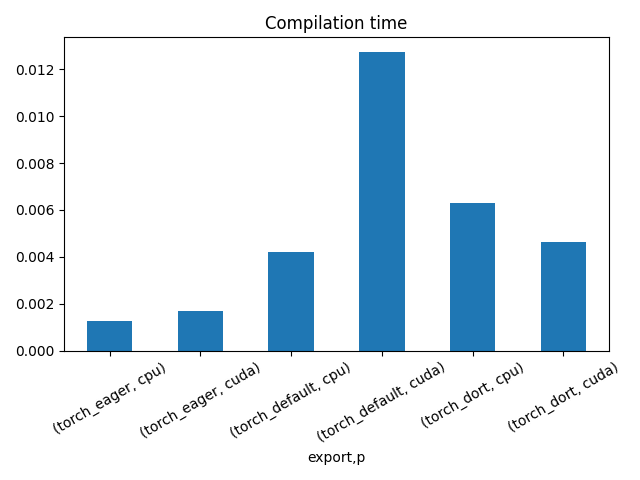 Compilation time
0.012
0.010
0.008
0.006
0.004
0.002
0.000
(torch_eager, cpu)
(torch_eager, cuda)
(torch_default, cpu)
(torch_default, cuda)
(torch_dort, cpu)
(torch_dort, cuda)
export,p